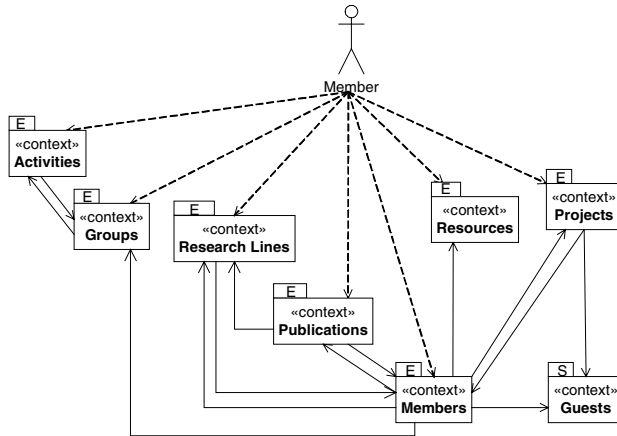 Member
E
«context»
Activities
E
«context»
Groups
E
«context»
Research Lines
E
«context»
Resources
E
«context»
Projects
E
«context»
Publications
E
«context»
Members
S
«context»
Guests